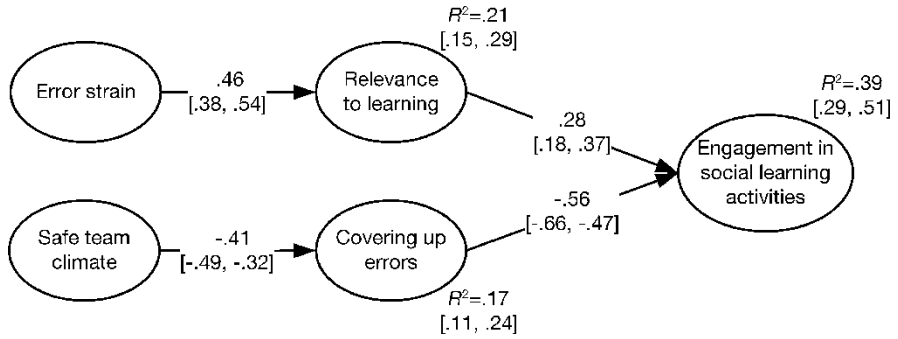 R²=.21
[.15, .29]
Error strain
.46
[.38, .54]
Relevance
to learning
R²=.39
[.29, .51]
.28
[.18, .37]
Engagement in
social learning
activities
-.56
[-.66, -.47]
Safe team
climate
-.41
[-.49, -.32]
Covering up
errors
R²=.17
[.11, .24]